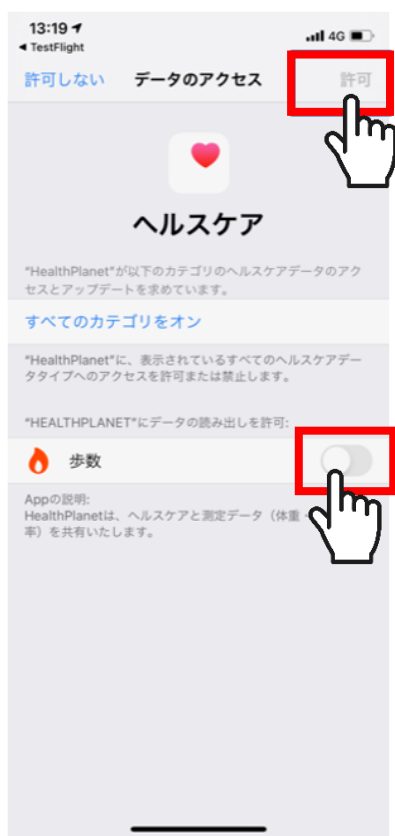 13:19
4G
◀ TestFlight
許可しない
データのアクセス
許可
ヘルスケア
"HealthPlanet"が以下のカテゴリのヘルスケアデータのアク
セスとアップデートを求めています。
すべてのカテゴリをオン
"HealthPlanet"に、表示されているすべてのヘルスケアデー
タタイプへのアクセスを許可または禁止します。
"HEALTHPLANET"にデータの読み出しを許可:
歩数
Appの説明:
HealthPlanetは、ヘルスケアと測定データ（体重・
率）を共有いたします。